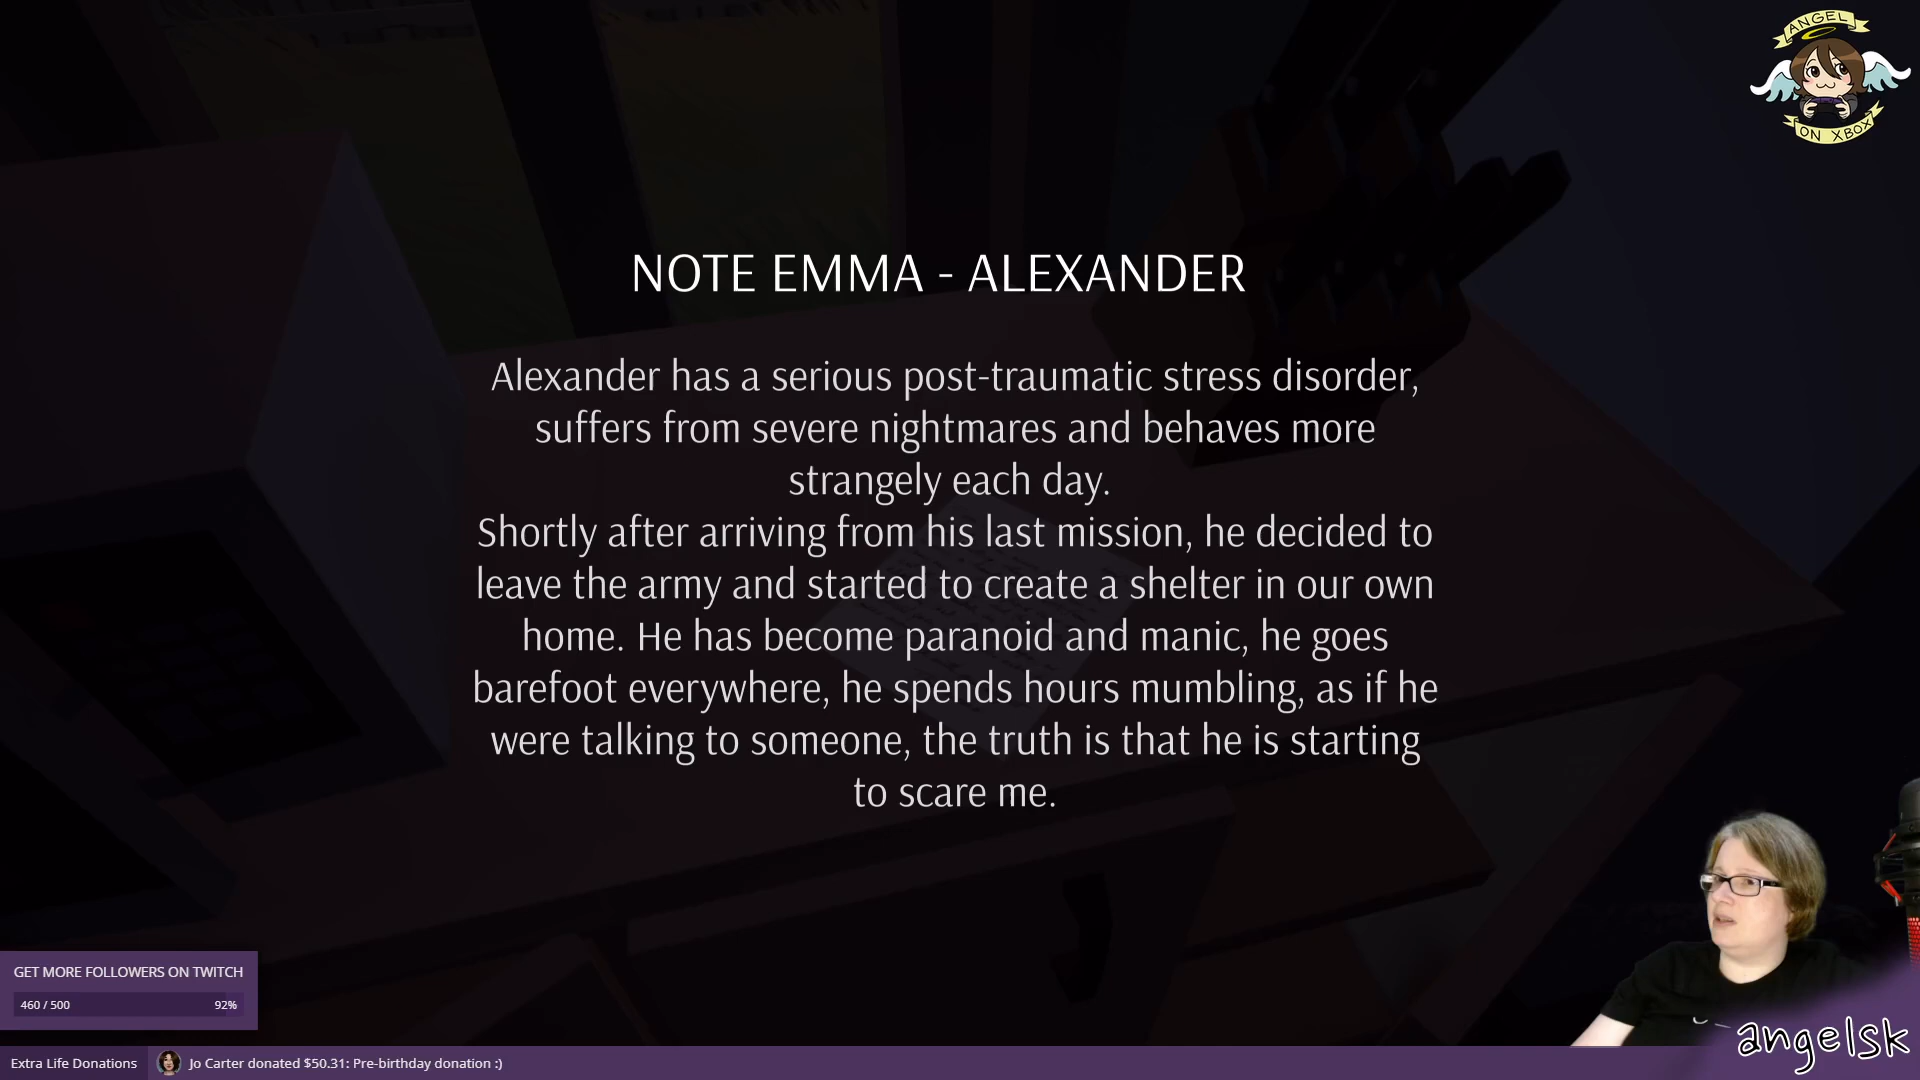 ANGEL
ON XBOX
NOTE EMMA - ALEXANDER
Alexander has a serious post-traumatic stress disorder,
suffers from severe nightmares and behaves more
strangely each day.
Shortly after arriving from his last mission, he decided to
leave the army and started to create a shelter in our own
home. He has become paranoid and manic, he goes
barefoot everywhere, he spends hours mumbling, as if he
were talking to someone, the truth is that he is starting
to scare me.
GET MORE FOLLOWERS ON TWITCH
460 / 500 92%
angelsk
Extra Life Donations Jo Carter donated $50.31: Pre-birthday donation :)